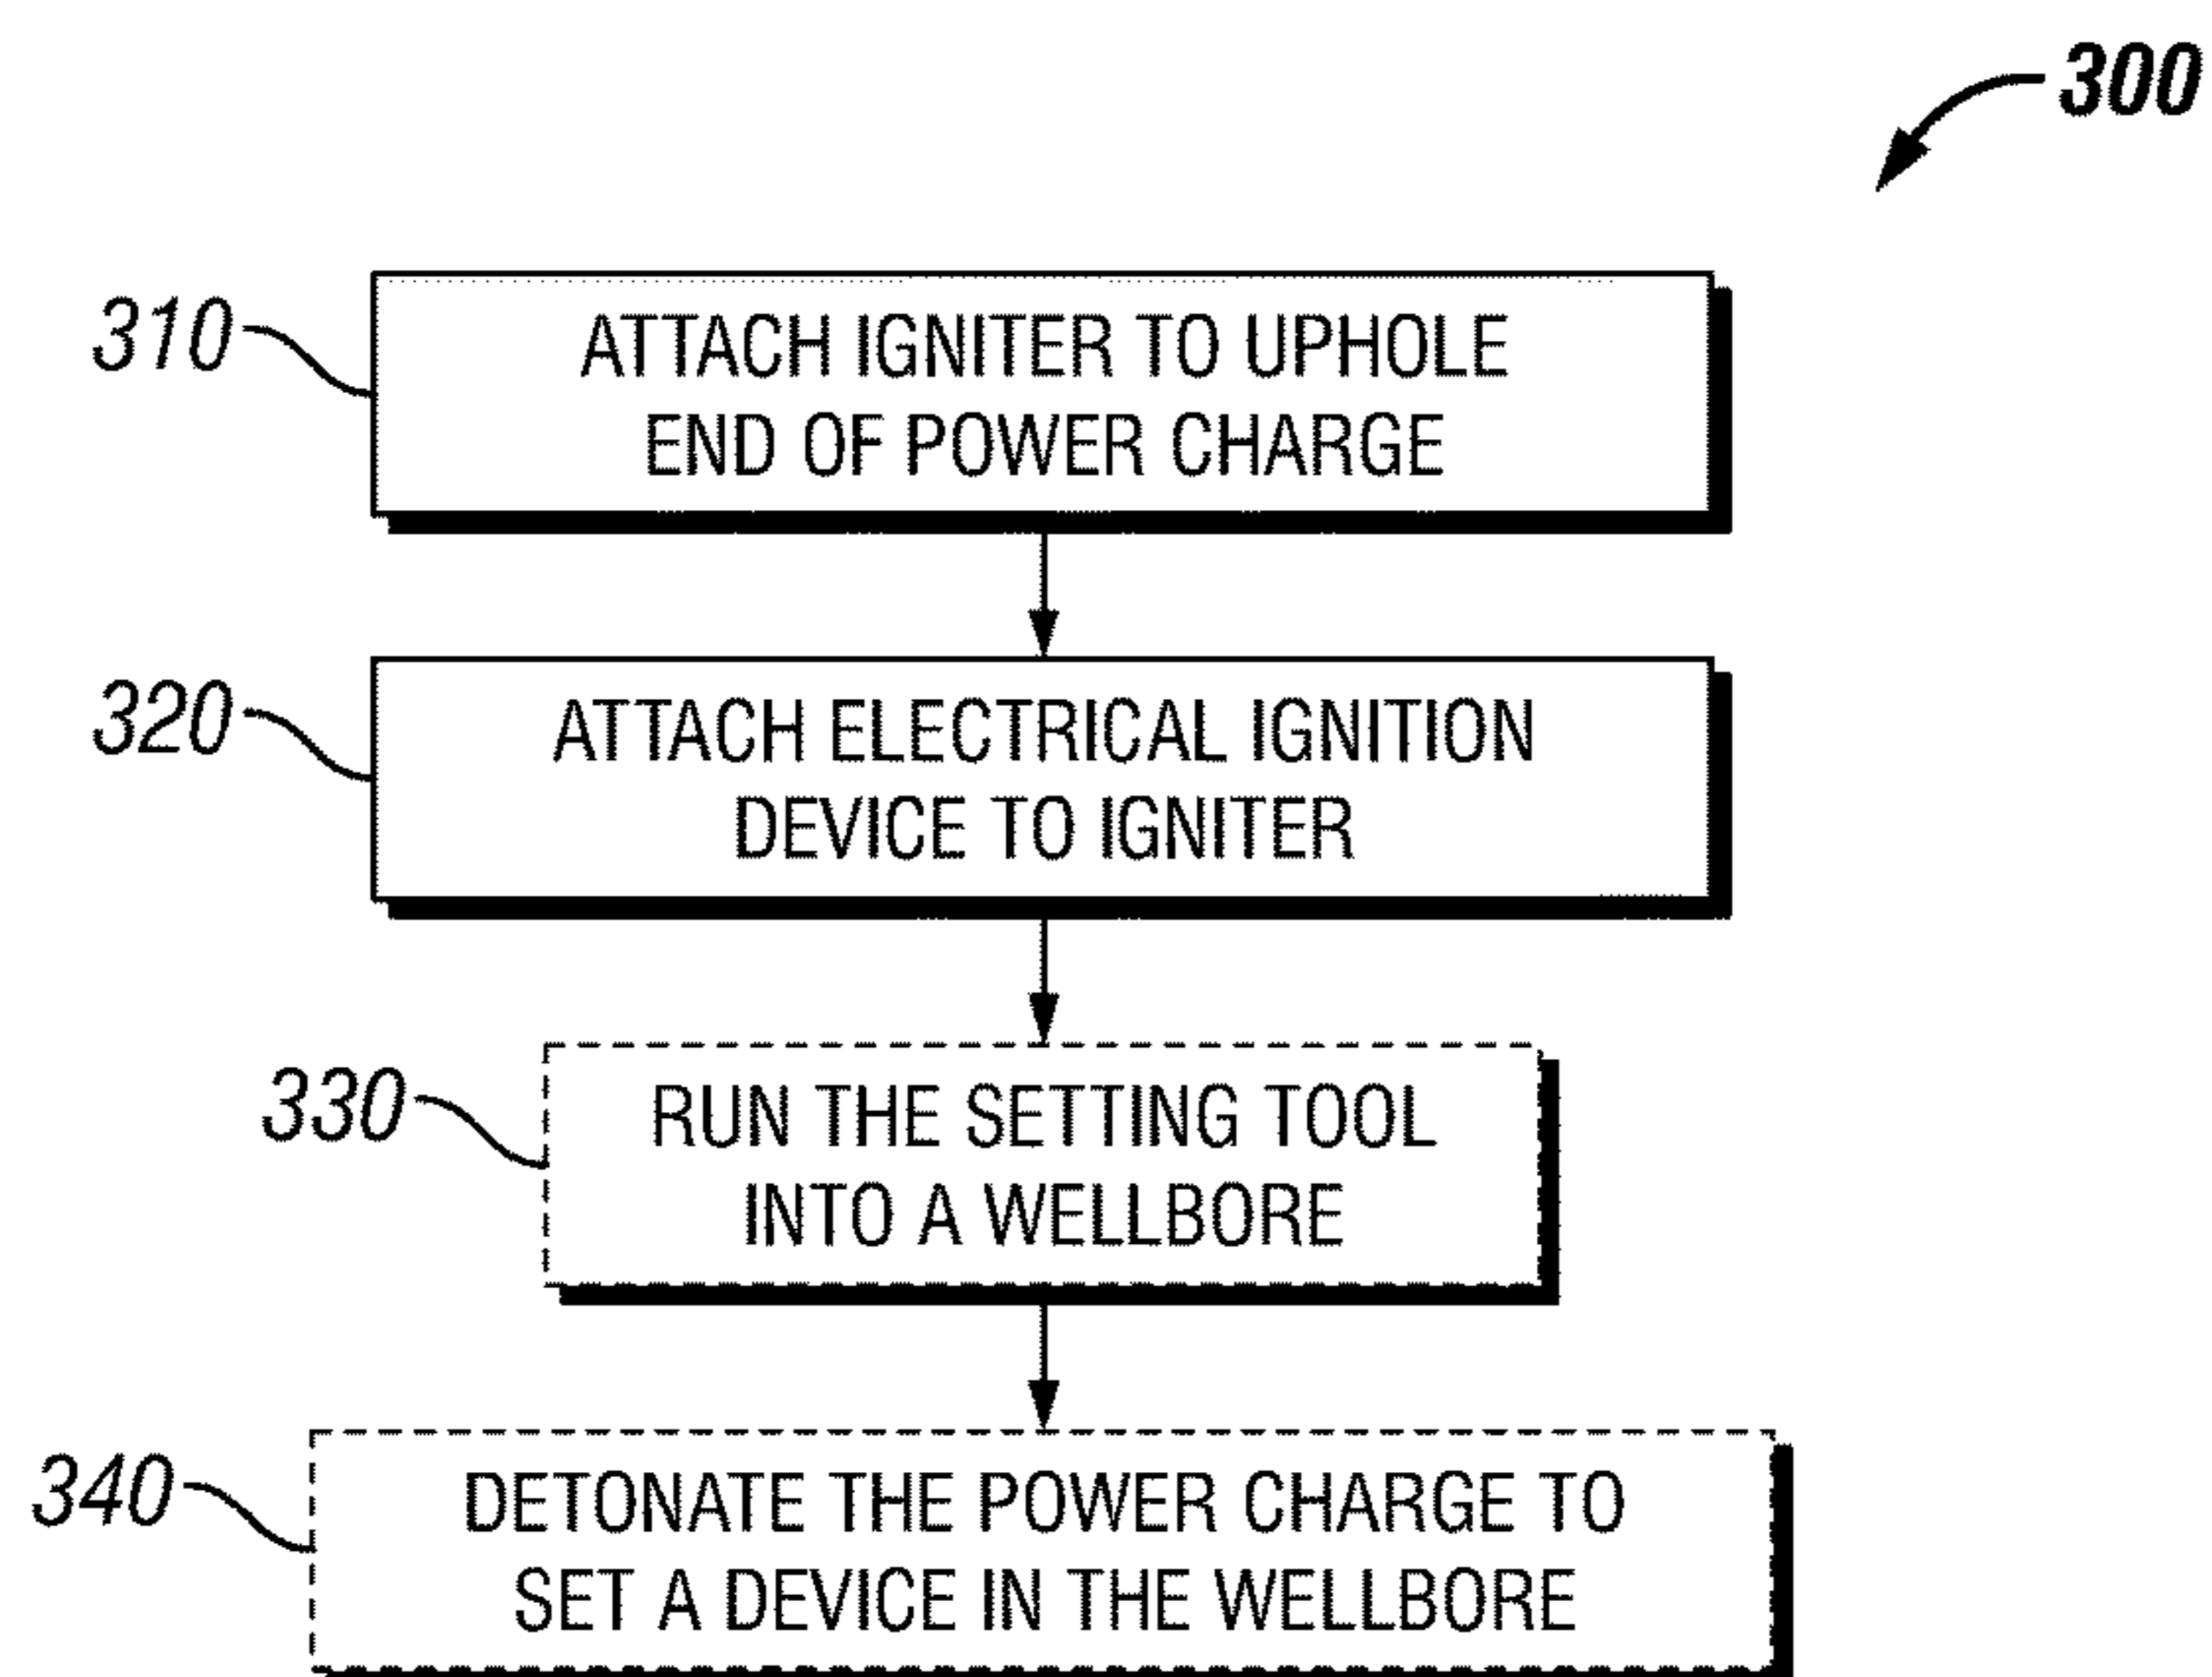 300
310
ATTACH IGNITER TO UPHOLE
END OF POWER CHARGE
320
ATTACH ELECTRICAL IGNITION
DEVICE TO IGNITER
330
RUN THE SETTING TOOL
INTO A WELLBORE
340
DETONATE THE POWER CHARGE TO
SET A DEVICE IN THE WELLBORE